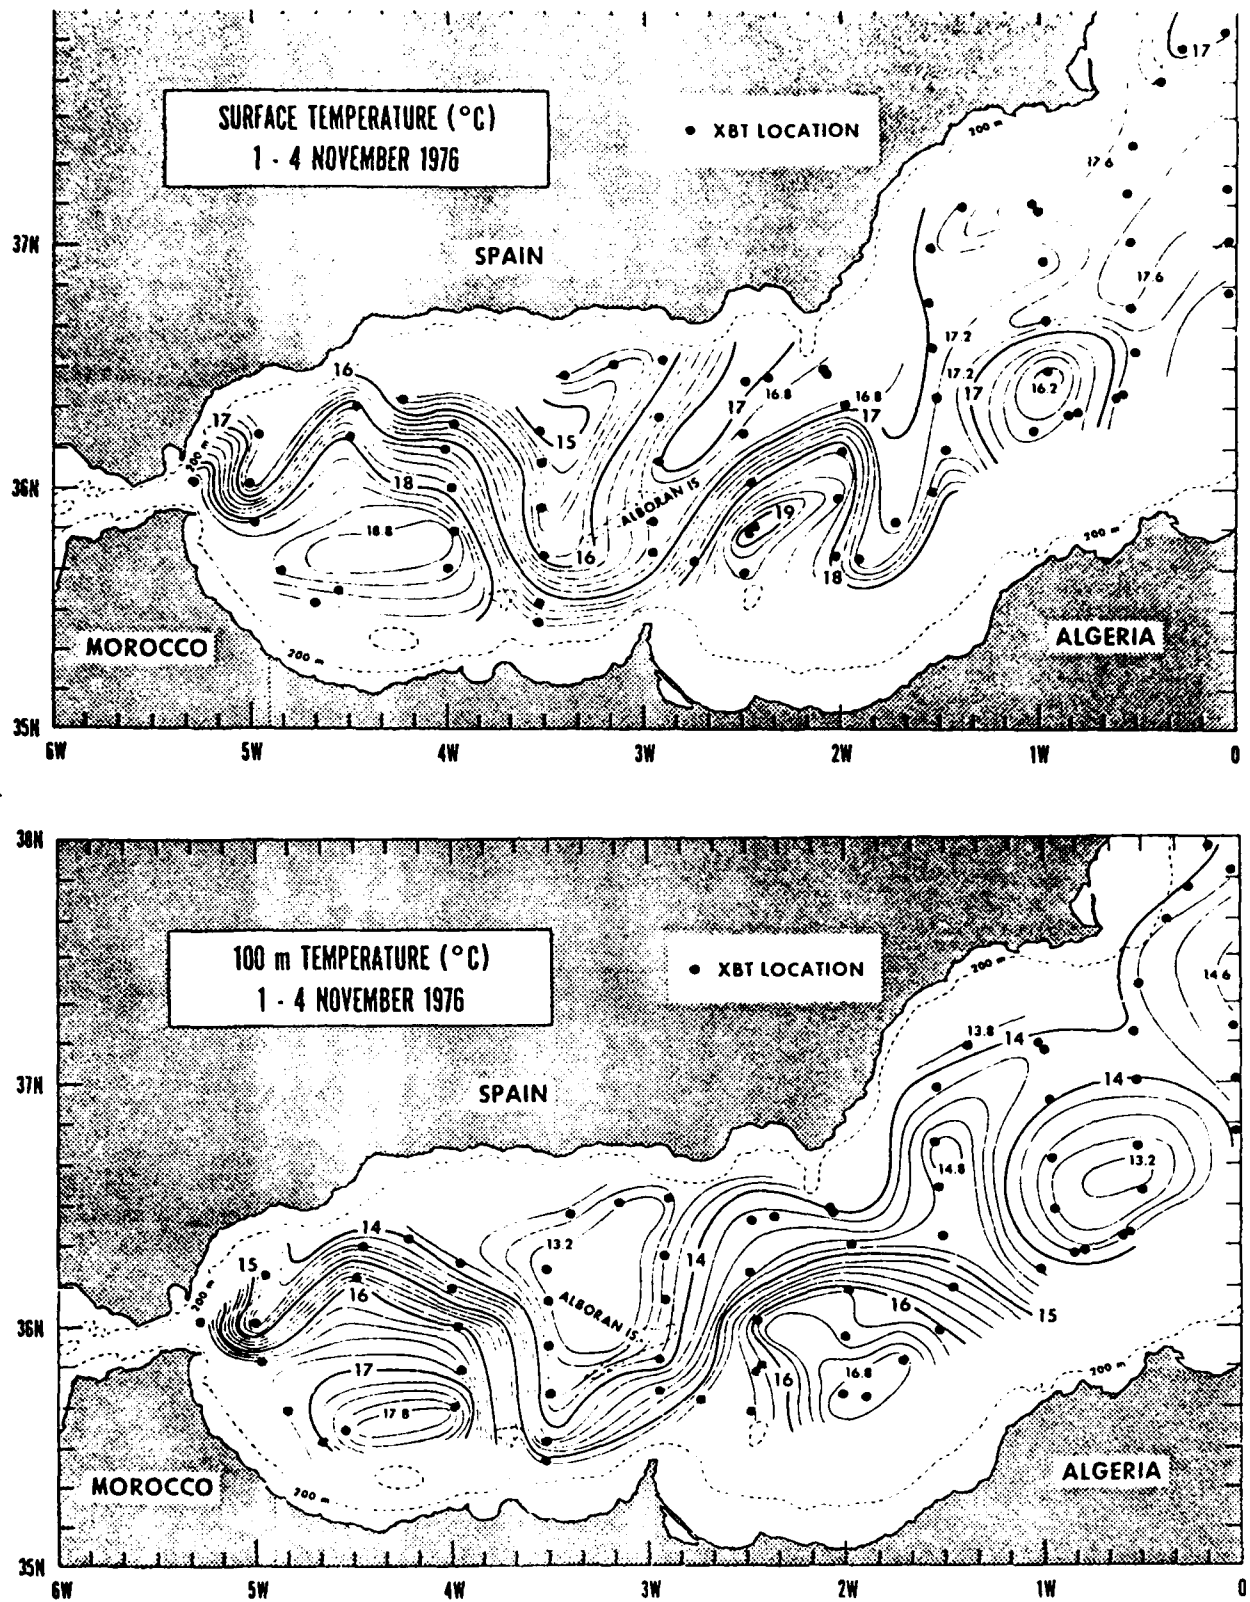 SURFACE TEMPERATURE (°C)
1 - 4 NOVEMBER 1976
• XBT LOCATION
200 m
17
17.6
37N
SPAIN
17.6
16
17.2
17.2
17
16.2
16.8
16.8
17
17
17
15
200 m
36N
18
ALBORAN IS
19
18.8
16
18
200 m
MOROCCO
200 m
ALGERIA
35N
6W 5W 4W 3W 2W 1W 0
38N
100 m TEMPERATURE (°C)
1 - 4 NOVEMBER 1976
• XBT LOCATION
200 m
14.6
13.8
14
37N
SPAIN
14
13.2
14.8
14
13.2
14
15
200 m
16
ALBORAN IS.
16
15
36N
17
16
16.8
200 m
17.8
MOROCCO
200 m
ALGERIA
35N
6W 5W 4W 3W 2W 1W 0